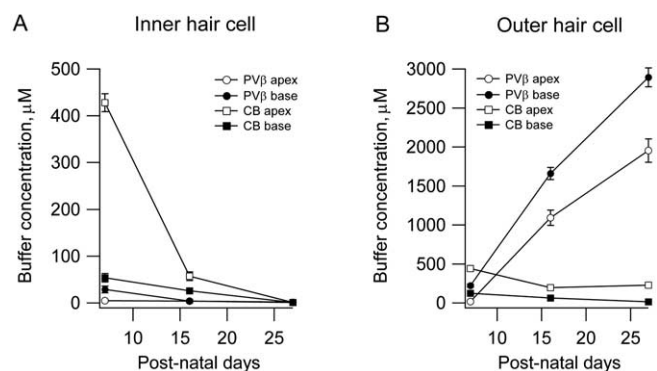 A
Inner hair cell
Buffer concentration, µM
500
400
300
200
100
0
PVβ apex
PVβ base
CB apex
CB base
10
15
20
25
Post-natal days
B
Outer hair cell
Buffer concentration, µM
3000
2500
2000
1500
1000
500
0
PVβ apex
PVβ base
CB apex
CB base
10
15
20
25
Post-natal days